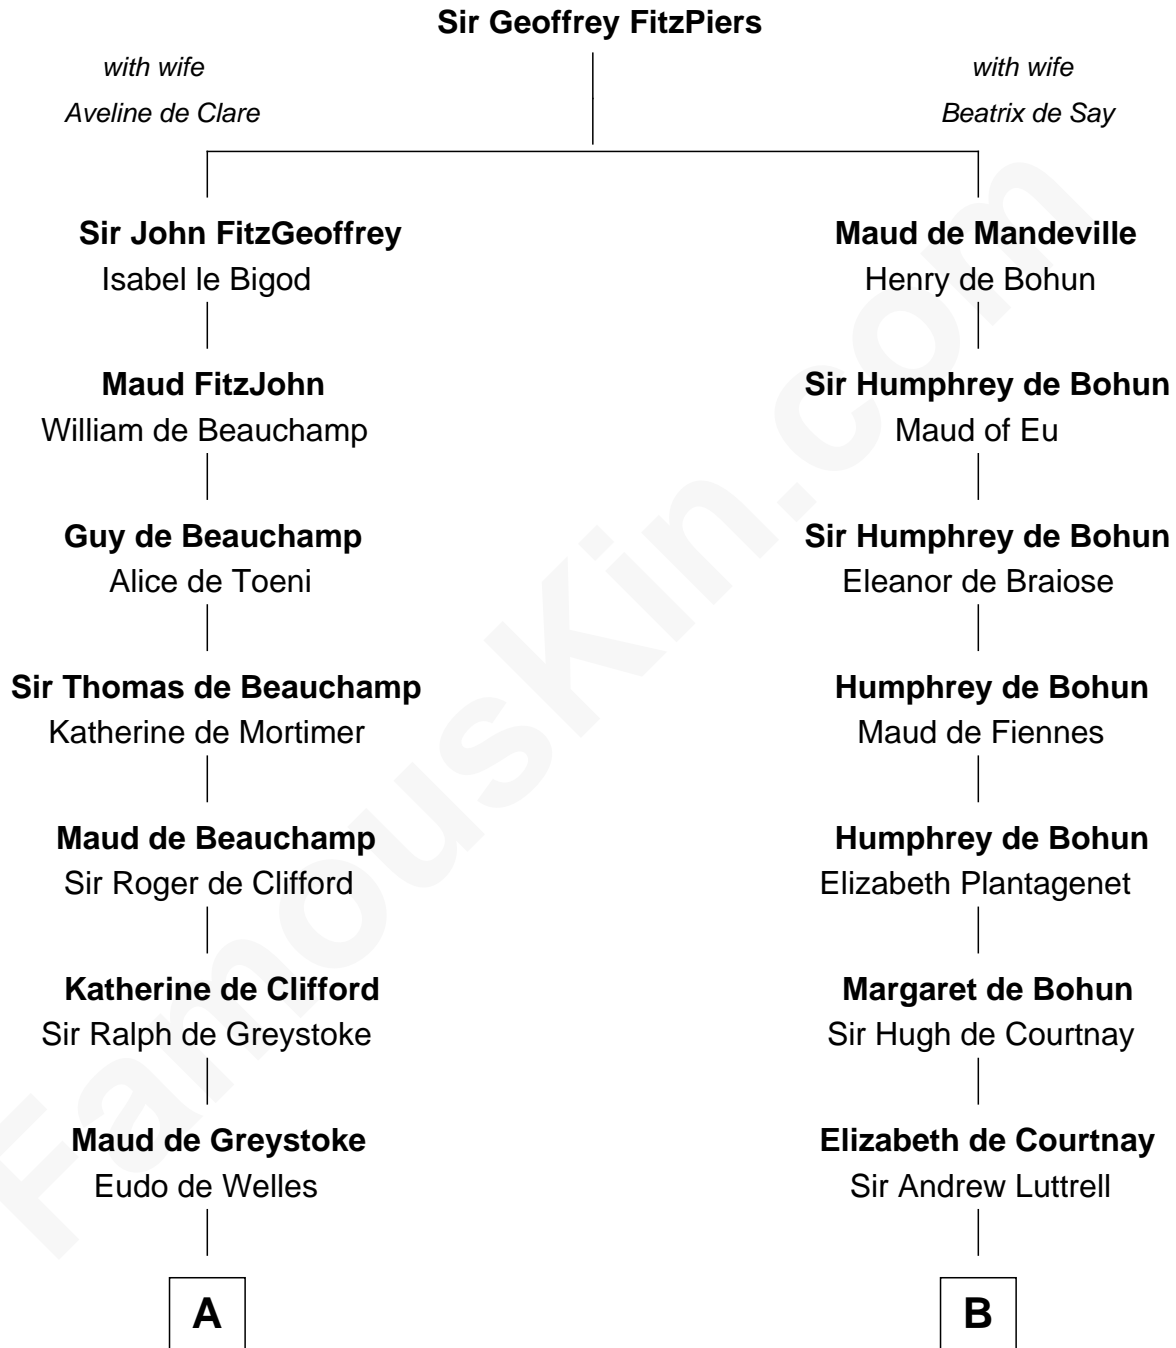 Sir Geoffrey FitzPiers
with wife
Aveline de Clare
with wife
Beatrix de Say
Sir John FitzGeoffrey
Isabel le Bigod
Maud de Mandeville
Henry de Bohun
Maud FitzJohn
William de Beauchamp
Sir Humphrey de Bohun
Maud of Eu
Guy de Beauchamp
Alice de Toeni
Sir Humphrey de Bohun
Eleanor de Braiose
Sir Thomas de Beauchamp
Katherine de Mortimer
Humphrey de Bohun
Maud de Fiennes
Maud de Beauchamp
Sir Roger de Clifford
Humphrey de Bohun
Elizabeth Plantagenet
Katherine de Clifford
Sir Ralph de Greystoke
Margaret de Bohun
Sir Hugh de Courtnay
Maud de Greystoke
Eudo de Welles
Elizabeth de Courtnay
Sir Andrew Luttrell
A
B
FamousKin.com